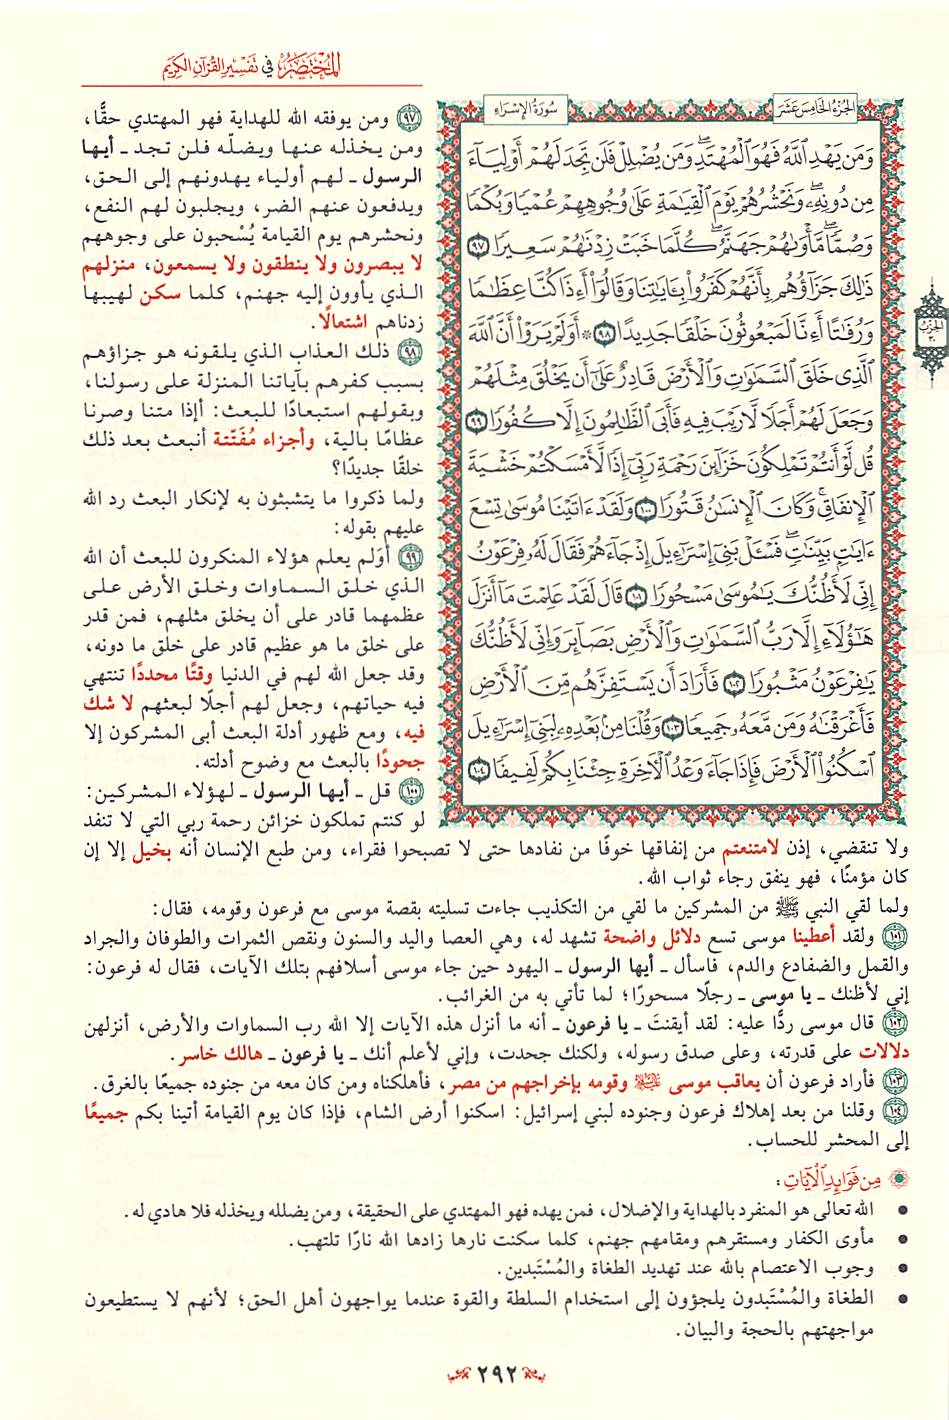 المختصر في تفسير القرآن الكريم
الجزء الخامس عشر
سورة الإسراء
وَمَن يَهْدِ ٱللَّهُ فَهُوَ ٱلْمُهْتَدِۖ وَمَن يُضْلِلْ فَلَن تَجِدَ لَهُمْ أَوْلِيَآءَ
مِن دُونِهِۦۖ وَنَحْشُرُهُمْ يَوْمَ ٱلْقِيَٰمَةِ عَلَىٰ وُجُوهِهِمْ عُمْيًا وَبُكْمًا
وَصُمًّاۖ مَّأْوَىٰهُمْ جَهَنَّمُۖ كُلَّمَا خَبَتْ زِدْنَٰهُمْ سَعِيرًا ٩٧
ذَٰلِكَ جَزَآؤُهُم بِأَنَّهُمْ كَفَرُوا۟ بِـَٔايَٰتِنَا وَقَالُوٓا۟ أَءِذَا كُنَّا عِظَٰمًا
وَرُفَٰتًا أَءِنَّا لَمَبْعُوثُونَ خَلْقًا جَدِيدًا ٩٨ ۞ أَوَلَمْ يَرَوْا۟ أَنَّ ٱللَّهَ
ٱلَّذِى خَلَقَ ٱلسَّمَٰوَٰتِ وَٱلْأَرْضَ قَادِرٌ عَلَىٰٓ أَن يَخْلُقَ مِثْلَهُمْ
وَجَعَلَ لَهُمْ أَجَلًا لَّا رَيْبَ فِيهِ فَأَبَى ٱلظَّٰلِمُونَ إِلَّا كُفُورًا ٩٩
قُل لَّوْ أَنتُمْ تَمْلِكُونَ خَزَآئِنَ رَحْمَةِ رَبِّىٓ إِذًا لَّأَمْسَكْتُمْ خَشْيَةَ
ٱلْإِنفَاقِۚ وَكَانَ ٱلْإِنسَٰنُ قَتُورًا ١٠٠ وَلَقَدْ ءَاتَيْنَا مُوسَىٰ تِسْعَ
ءَايَٰتٍۭ بَيِّنَٰتٍۖ فَسْـَٔلْ بَنِىٓ إِسْرَٰٓءِيلَ إِذْ جَآءَهُمْ فَقَالَ لَهُۥ فِرْعَوْنُ
إِنِّى لَأَظُنُّكَ يَٰمُوسَىٰ مَسْحُورًا ١٠١ قَالَ لَقَدْ عَلِمْتَ مَآ أَنزَلَ
هَٰٓؤُلَآءِ إِلَّا رَبُّ ٱلسَّمَٰوَٰتِ وَٱلْأَرْضِ بَصَآئِرَ وَإِنِّى لَأَظُنُّكَ
يَٰفِرْعَوْنُ مَثْبُورًا ١٠٢ فَأَرَادَ أَن يَسْتَفِزَّهُم مِّنَ ٱلْأَرْضِ
فَأَغْرَقْنَٰهُ وَمَن مَّعَهُۥ جَمِيعًا ١٠٣ وَقُلْنَا مِنۢ بَعْدِهِۦ لِبَنِىٓ إِسْرَٰٓءِيلَ
ٱسْكُنُوا۟ ٱلْأَرْضَ فَإِذَا جَآءَ وَعْدُ ٱلْأَخِرَةِ جِئْنَا بِكُمْ لَفِيفًا ١٠٤
الحزب
٣٠
٩٧ ومن يوفقه الله للهداية فهو المهتدي حقًّا،
ومن يخذله عنها ويضلّه فلن تجد ـ أيها
الرسول ـ لهم أولياء يهدونهم إلى الحق،
ويدفعون عنهم الضر، ويجلبون لهم النفع،
ونحشرهم يوم القيامة يُسْحبون على وجوههم
لا يبصرون ولا ينطقون ولا يسمعون، منزلهم
الذي يأوون إليه جهنم، كلما سكن لهيبها
زدناهم اشتعالًا.
٩٨ ذلك العذاب الذي يلقونه هو جزاؤهم
بسبب كفرهم بآياتنا المنزلة على رسولنا،
وبقولهم استبعادًا للبعث: أإذا متنا وصرنا
عظامًا بالية، وأجزاء مُفَتّتة أنبعث بعد ذلك
خلقًا جديدًا؟
ولما ذكروا ما يتشبثون به لإنكار البعث رد الله
عليهم بقوله:
٩٩ أوَلم يعلم هؤلاء المنكرون للبعث أن الله
الذي خلق السماوات وخلق الأرض على
عظمهما قادر على أن يخلق مثلهم، فمن قدر
على خلق ما هو عظيم قادر على خلق ما دونه،
وقد جعل الله لهم في الدنيا وقتًا محددًا تنتهي
فيه حياتهم، وجعل لهم أجلًا لبعثهم لا شك
فيه، ومع ظهور أدلة البعث أبى المشركون إلا
جحودًا بالبعث مع وضوح أدلته.
١٠٠ قل ـ أيها الرسول ـ لهؤلاء المشركين:
لو كنتم تملكون خزائن رحمة ربي التي لا تنفد
ولا تنقضي، إذن لامتنعتم من إنفاقها خوفًا من نفادها حتى لا تصبحوا فقراء، ومن طبع الإنسان أنه بخيل إلا إن
كان مؤمنًا، فهو ينفق رجاء ثواب الله.
ولما لقي النبي ﷺ من المشركين ما لقي من التكذيب جاءت تسليته بقصة موسى مع فرعون وقومه، فقال:
١٠١ ولقد أعطينا موسى تسع دلائل واضحة تشهد له، وهي العصا واليد والسنون ونقص الثمرات والطوفان والجراد
والقمل والضفادع والدم، فاسأل ـ أيها الرسول ـ اليهود حين جاء موسى أسلافهم بتلك الآيات، فقال له فرعون:
إني لأظنك ـ يا موسى ـ رجلًا مسحورًا؛ لما تأتي به من الغرائب.
١٠٢ قال موسى ردًّا عليه: لقد أيقنتَ ـ يا فرعون ـ أنه ما أنزل هذه الآيات إلا الله رب السماوات والأرض، أنزلهن
دلالات على قدرته، وعلى صدق رسوله، ولكنك جحدت، وإني لأعلم أنك ـ يا فرعون ـ هالك خاسر.
١٠٣ فأراد فرعون أن يعاقب موسى عليه السلام وقومه بإخراجهم من مصر، فأهلكناه ومن كان معه من جنوده جميعًا بالغرق.
١٠٤ وقلنا من بعد إهلاك فرعون وجنوده لبني إسرائيل: اسكنوا أرض الشام، فإذا كان يوم القيامة أتينا بكم جميعًا
إلى المحشر للحساب.
مِن فَوَائِدِ الْآيَاتِ:
• الله تعالى هو المنفرد بالهداية والإضلال، فمن يهده فهو المهتدي على الحقيقة، ومن يضلله ويخذله فلا هادي له.
• مأوى الكفار ومستقرهم ومقامهم جهنم، كلما سكنت نارها زادها الله نارًا تلتهب.
• وجوب الاعتصام بالله عند تهديد الطغاة والمُسْتَبدين.
• الطغاة والمُسْتَبدون يلجؤون إلى استخدام السلطة والقوة عندما يواجهون أهل الحق؛ لأنهم لا يستطيعون
مواجهتهم بالحجة والبيان.
٢٩٢